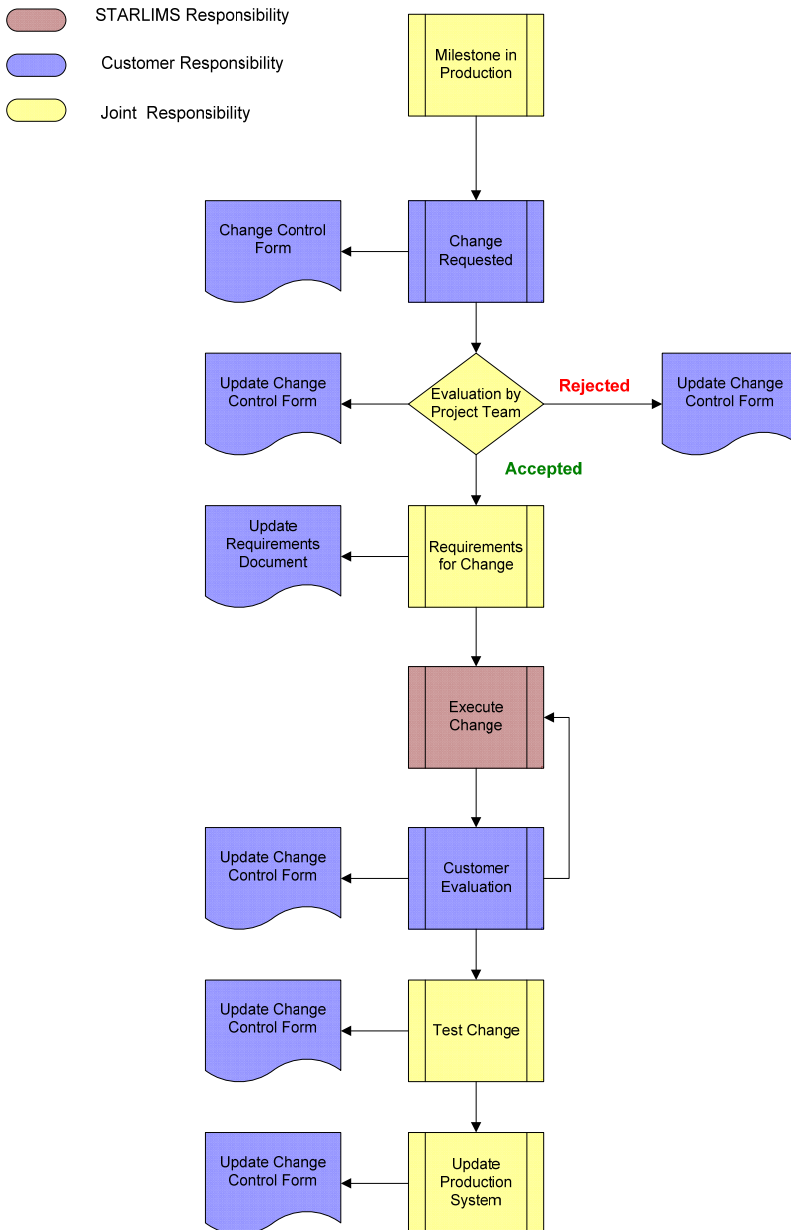 STARLIMS Responsibility
Customer Responsibility
Joint  Responsibility
Milestone in
Production
Change Control
Form
Change
Requested
Update Change
Control Form
Evaluation by
Project Team
Rejected
Update Change
Control Form
Accepted
Update
Requirements
Document
Requirements
for Change
Execute
Change
Update Change
Control Form
Customer
Evaluation
Update Change
Control Form
Test Change
Update Change
Control Form
Update
Production
System